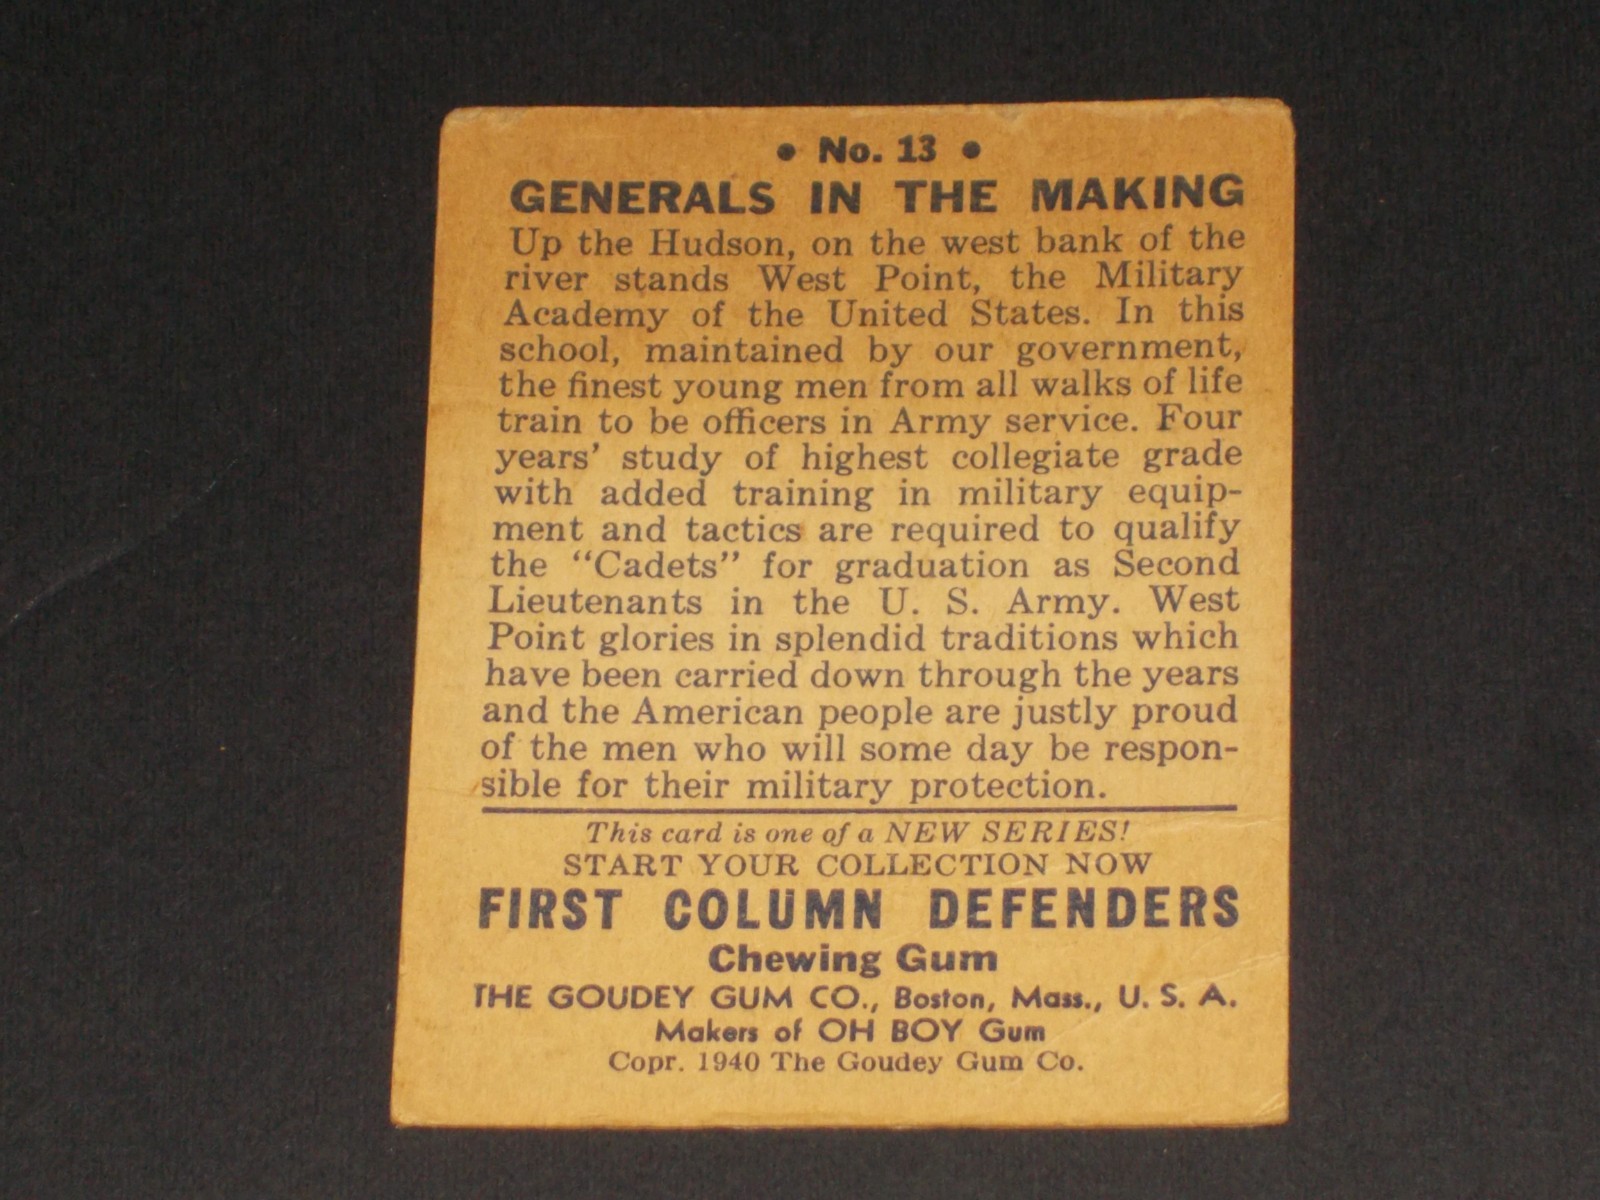 • No. 13 •
GENERALS IN THE MAKING
Up the Hudson, on the west bank of the
river stands West Point, the Military
Academy of the United States. In this
school, maintained by our government,
the finest young men from all walks of life
train to be officers in Army service. Four
years' study of highest collegiate grade
with added training in military equip-
ment and tactics are required to qualify
the "Cadets" for graduation as Second
Lieutenants in the U. S. Army. West
Point glories in splendid traditions which
have been carried down through the years
and the American people are justly proud
of the men who will some day be respon-
sible for their military protection.
This card is one of a NEW SERIES!
START YOUR COLLECTION NOW
FIRST COLUMN DEFENDERS
Chewing Gum
THE GOUDEY GUM CO., Boston, Mass., U. S. A.
Makers of OH BOY Gum
Copr. 1940 The Goudey Gum Co.